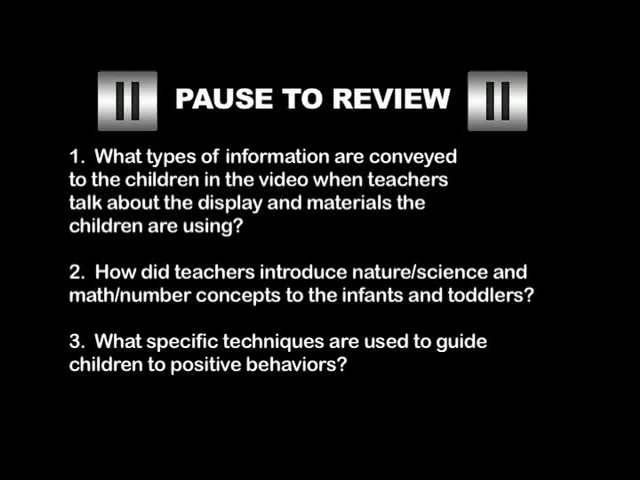 PAUSE TO REVIEW
1. What types of information are conveyed
to the children in the video when teachers
talk about the display and materials the
children are using?
2. How did teachers introduce nature/science and
math/number concepts to the infants and toddlers?
3. What specific techniques are used to guide
children to positive behaviors?